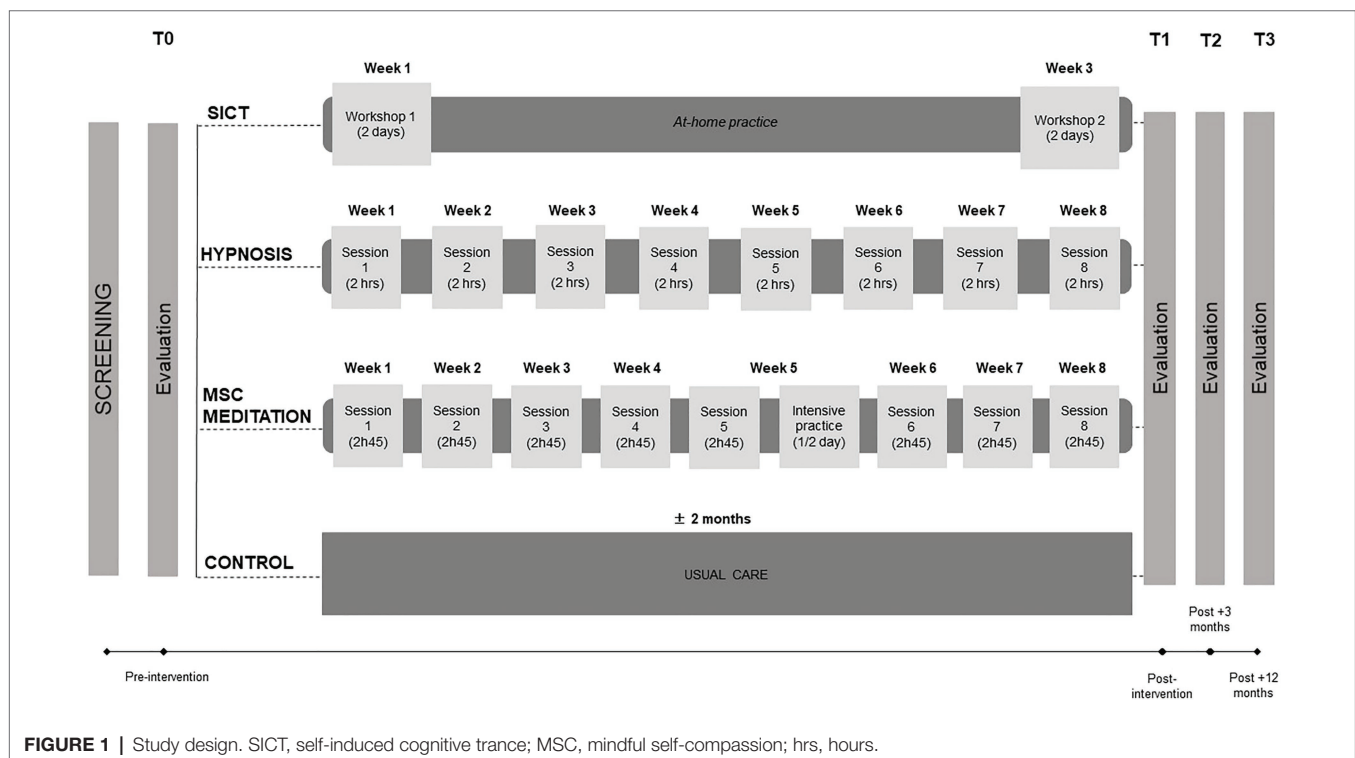 T0
T1
T2
T3
SCREENING
Evaluation
SICT
Week 1
Week 3
Workshop 1
(2 days)
At-home practice
Workshop 2
(2 days)
HYPNOSIS
Week 1
Week 2
Week 3
Week 4
Week 5
Week 6
Week 7
Week 8
Session
1
(2 hrs)
Session
2
(2 hrs)
Session
3
(2 hrs)
Session
4
(2 hrs)
Session
5
(2 hrs)
Session
6
(2 hrs)
Session
7
(2 hrs)
Session
8
(2 hrs)
MSC
MEDITATION
Week 1
Week 2
Week 3
Week 4
Week 5
Week 6
Week 7
Week 8
Session
1
(2h45)
Session
2
(2h45)
Session
3
(2h45)
Session
4
(2h45)
Session
5
(2h45)
Intensive
practice
(1/2 day)
Session
6
(2h45)
Session
7
(2h45)
Session
8
(2h45)
CONTROL
± 2 months
USUAL CARE
Evaluation
Evaluation
Evaluation
Pre-intervention
Post-
intervention
Post +3
months
Post +12
months
FIGURE 1 | Study design. SICT, self-induced cognitive trance; MSC, mindful self-compassion; hrs, hours.